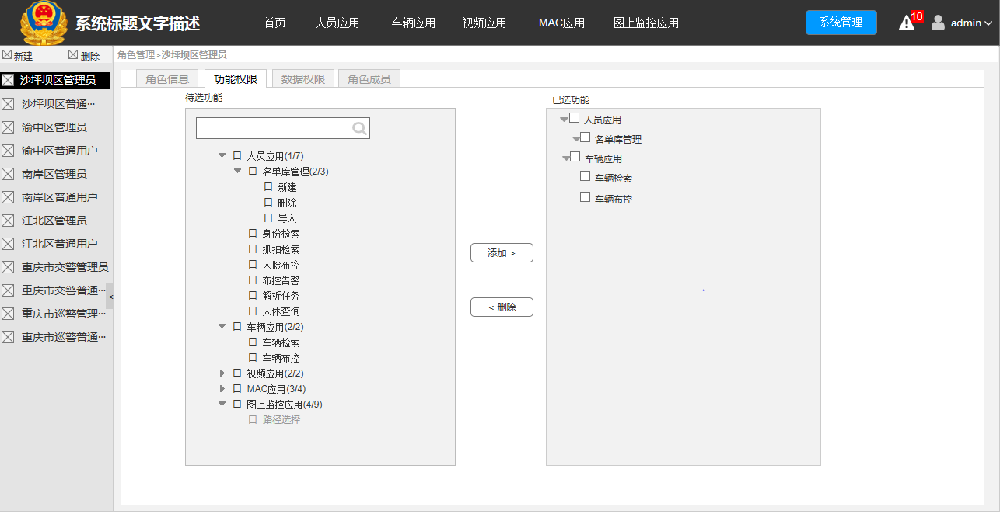 系统标题文字描述
首页 人员应用 车辆应用 视频应用 MAC应用 图上监控应用 系统管理 10 admin
新建 删除
角色管理>沙坪坝区管理员
沙坪坝区管理员
沙坪坝区普通···
渝中区管理员
渝中区普通用户
南岸区管理员
南岸区普通用户
江北区管理员
江北区普通用户
重庆市交警管理员
重庆市交警普通···
重庆市巡警管理···
重庆市巡警普通···
<
角色信息 功能权限 数据权限 角色成员
待选功能
人员应用(1/7)
名单库管理(2/3)
新建
删除
导入
身份检索
抓拍检索
人脸布控
布控告警
解析任务
人体查询
车辆应用(2/2)
车辆检索
车辆布控
视频应用(2/2)
MAC应用(3/4)
图上监控应用(4/9)
路径选择
添加 >
< 删除
已选功能
人员应用
名单库管理
车辆应用
车辆检索
车辆布控